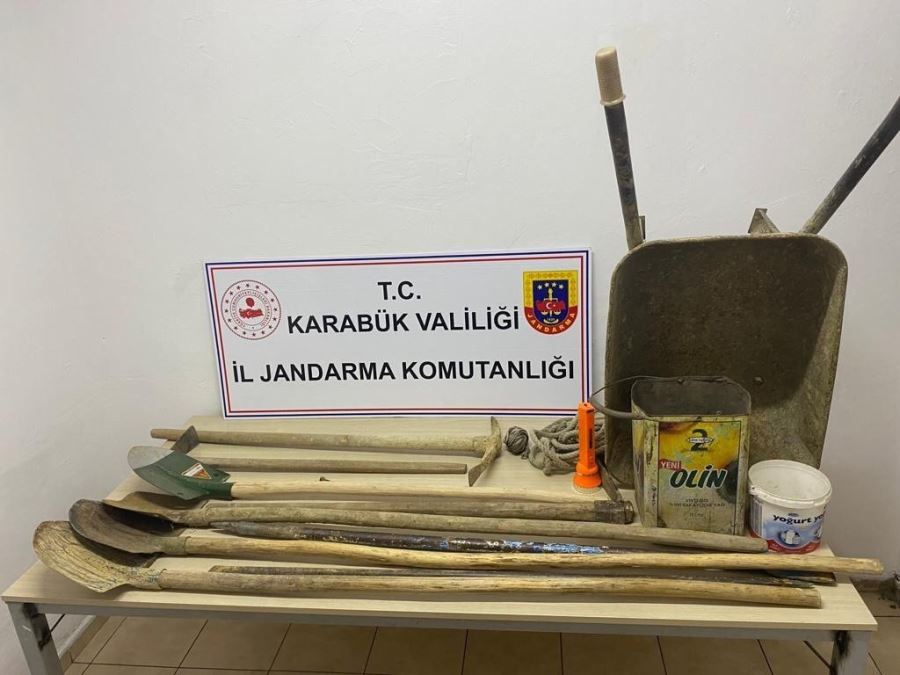 T.C.
KARABÜK VALİLİĞİ
İL JANDARMA KOMUTANLIĞI
JANDARMA
2
YENİ
OLİN
yoğurt